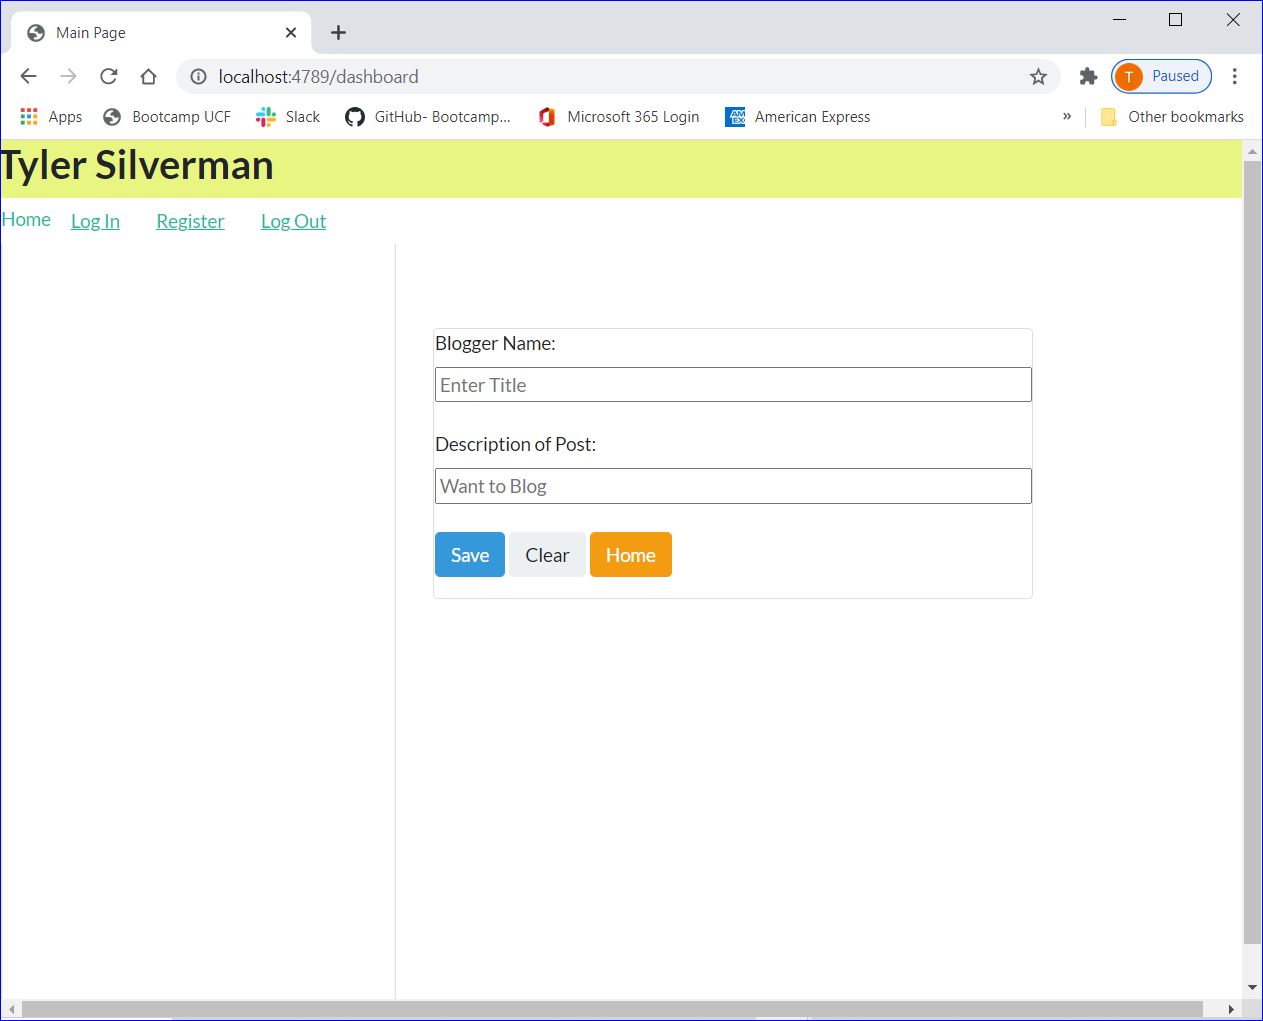 Main Page
localhost:4789/dashboard
T Paused
Apps Bootcamp UCF Slack GitHub- Bootcamp... Microsoft 365 Login AM EX American Express » Other bookmarks
Tyler Silverman
Home Log In Register Log Out
Blogger Name:
Enter Title
Description of Post:
Want to Blog
Save Clear Home